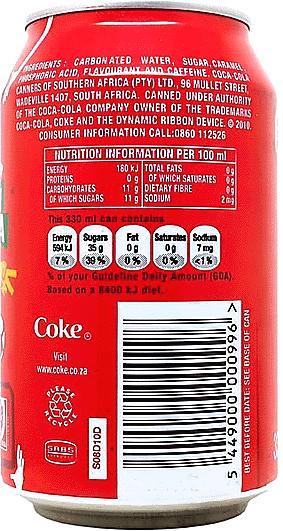 INGREDIENTS: CARBONATED WATER, SUGAR, CARAMEL,
PHOSPHORIC ACID, FLAVOURANT AND CAFFEINE. COCA-COLA
CANNERS OF SOUTHERN AFRICA (PTY) LTD., 96 MULLET STREET,
WADEVILLE 1407, SOUTH AFRICA. CANNED UNDER AUTHORITY
OF THE COCA-COLA COMPANY OWNER OF THE TRADEMARKS
COCA-COLA, COKE AND THE DYNAMIC RIBBON DEVICE. © 2010.
CONSUMER INFORMATION CALL:0860 112526
NUTRITION INFORMATION PER 100 ml
ENERGY 180 kJ TOTAL FATS 0 g
PROTEINS 0 g OF WHICH SATURATES 0 g
CARBOHYDRATES 11 g DIETARY FIBRE 0 g
OF WHICH SUGARS 11 g SODIUM 2 mg
This 330 ml can contains
Energy Sugars Fat Saturates Sodium
594kJ 35 g 0 g 0 g 7 mg
7 % 39 % 0 % 0 % <1 %
% of your Guideline Daily Amount (GDA).
Based on a 8400 kJ diet.
Coke
Visit
www.coke.co.za
PLEASE
RECYCLE
SABS
S08D10D
5 449000 000996 >
BEST BEFORE DATE: SEE BASE OF CAN